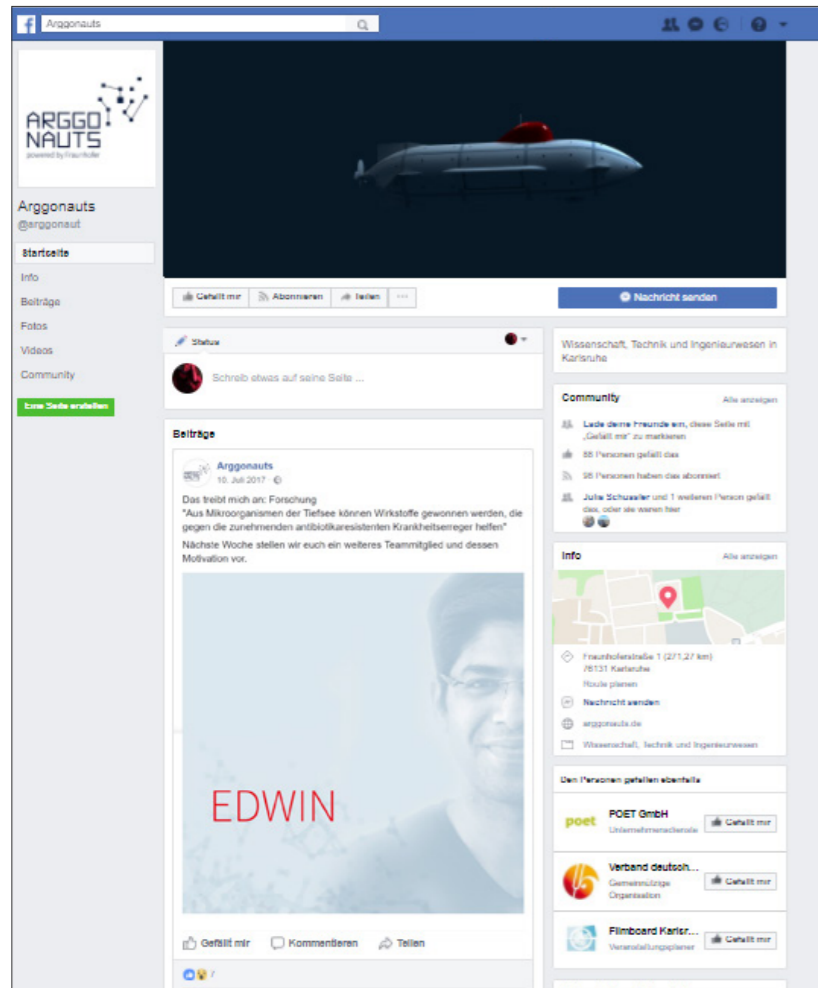 Arggonauts
ARGGO
NAUTS
powered by Fraunhofer
Arggonauts
@arggonaut
Startseite
Info
Beiträge
Fotos
Videos
Community
Eine Seite erstellen
Gefällt mir
Abonnieren
Teilen
Nachricht senden
Status
Schreib etwas auf seine Seite ...
Beiträge
Arggonauts
10. Juli 2017
Das treibt mich an: Forschung
"Aus Mikroorganismen der Tiefsee können Wirkstoffe gewonnen werden, die
gegen die zunehmenden antibiotikaresistenten Krankheitserreger helfen"
Nächste Woche stellen wir euch ein weiteres Teammitglied und dessen
Motivation vor.
EDWIN
Gefällt mir
Kommentieren
Teilen
7
Wissenschaft, Technik und Ingenieurwesen in
Karlsruhe
Community
Alle anzeigen
Lade deine Freunde ein, diese Seite mit
„Gefällt mir“ zu markieren
Personen gefällt das
Personen haben das abonniert
Julie Schussler und 1 weiteren Person gefällt
das, oder sie waren hier
Info
Alle anzeigen
Fraunhoferstraße 1 (271,27 km)
76131 Karlsruhe
Route planen
Nachricht senden
arggonauts.de
Wissenschaft, Technik und Ingenieurwesen
Den Personen gefallen ebenfalls
poet
POET GmbH
Unternehmensdienste
Gefällt mir
Verband deutsch...
Gemeinnützige
Organisation
Gefällt mir
Filmboard Karlsr...
Veranstaltungsplaner
Gefällt mir